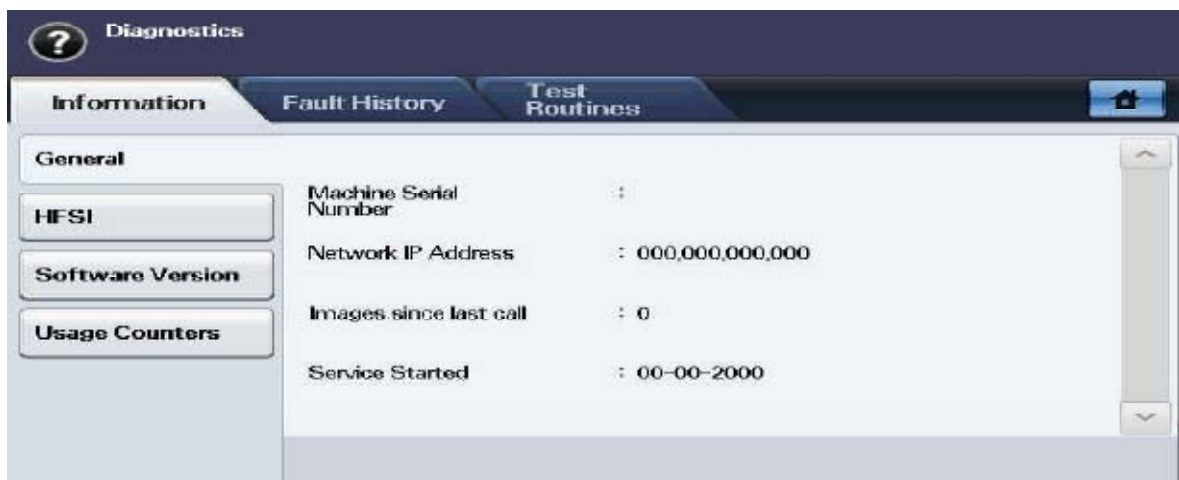 ?
Diagnostics
Information
Fault History
Test
Routines
General
HFSI
Software Version
Usage Counters
Machine Serial
Number
:
Network IP Address : 000,000,000,000
Images since last call : 0
Service Started : 00-00-2000